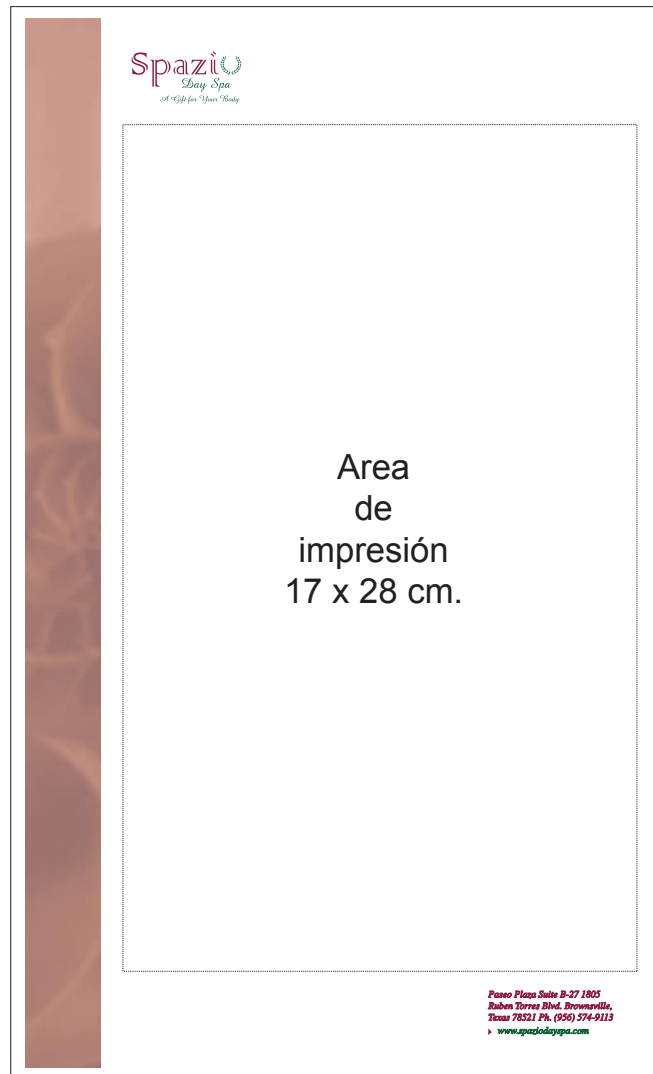 Spazio
Day Spa
A Gift for Your Body
Area
de
impresión
17 x 28 cm.
Paseo Plaza Suite B-27 1805
Ruben Torres Blvd. Brownsville,
Texas 78521 Ph. (956) 574-9113
www.spaziodayspa.com